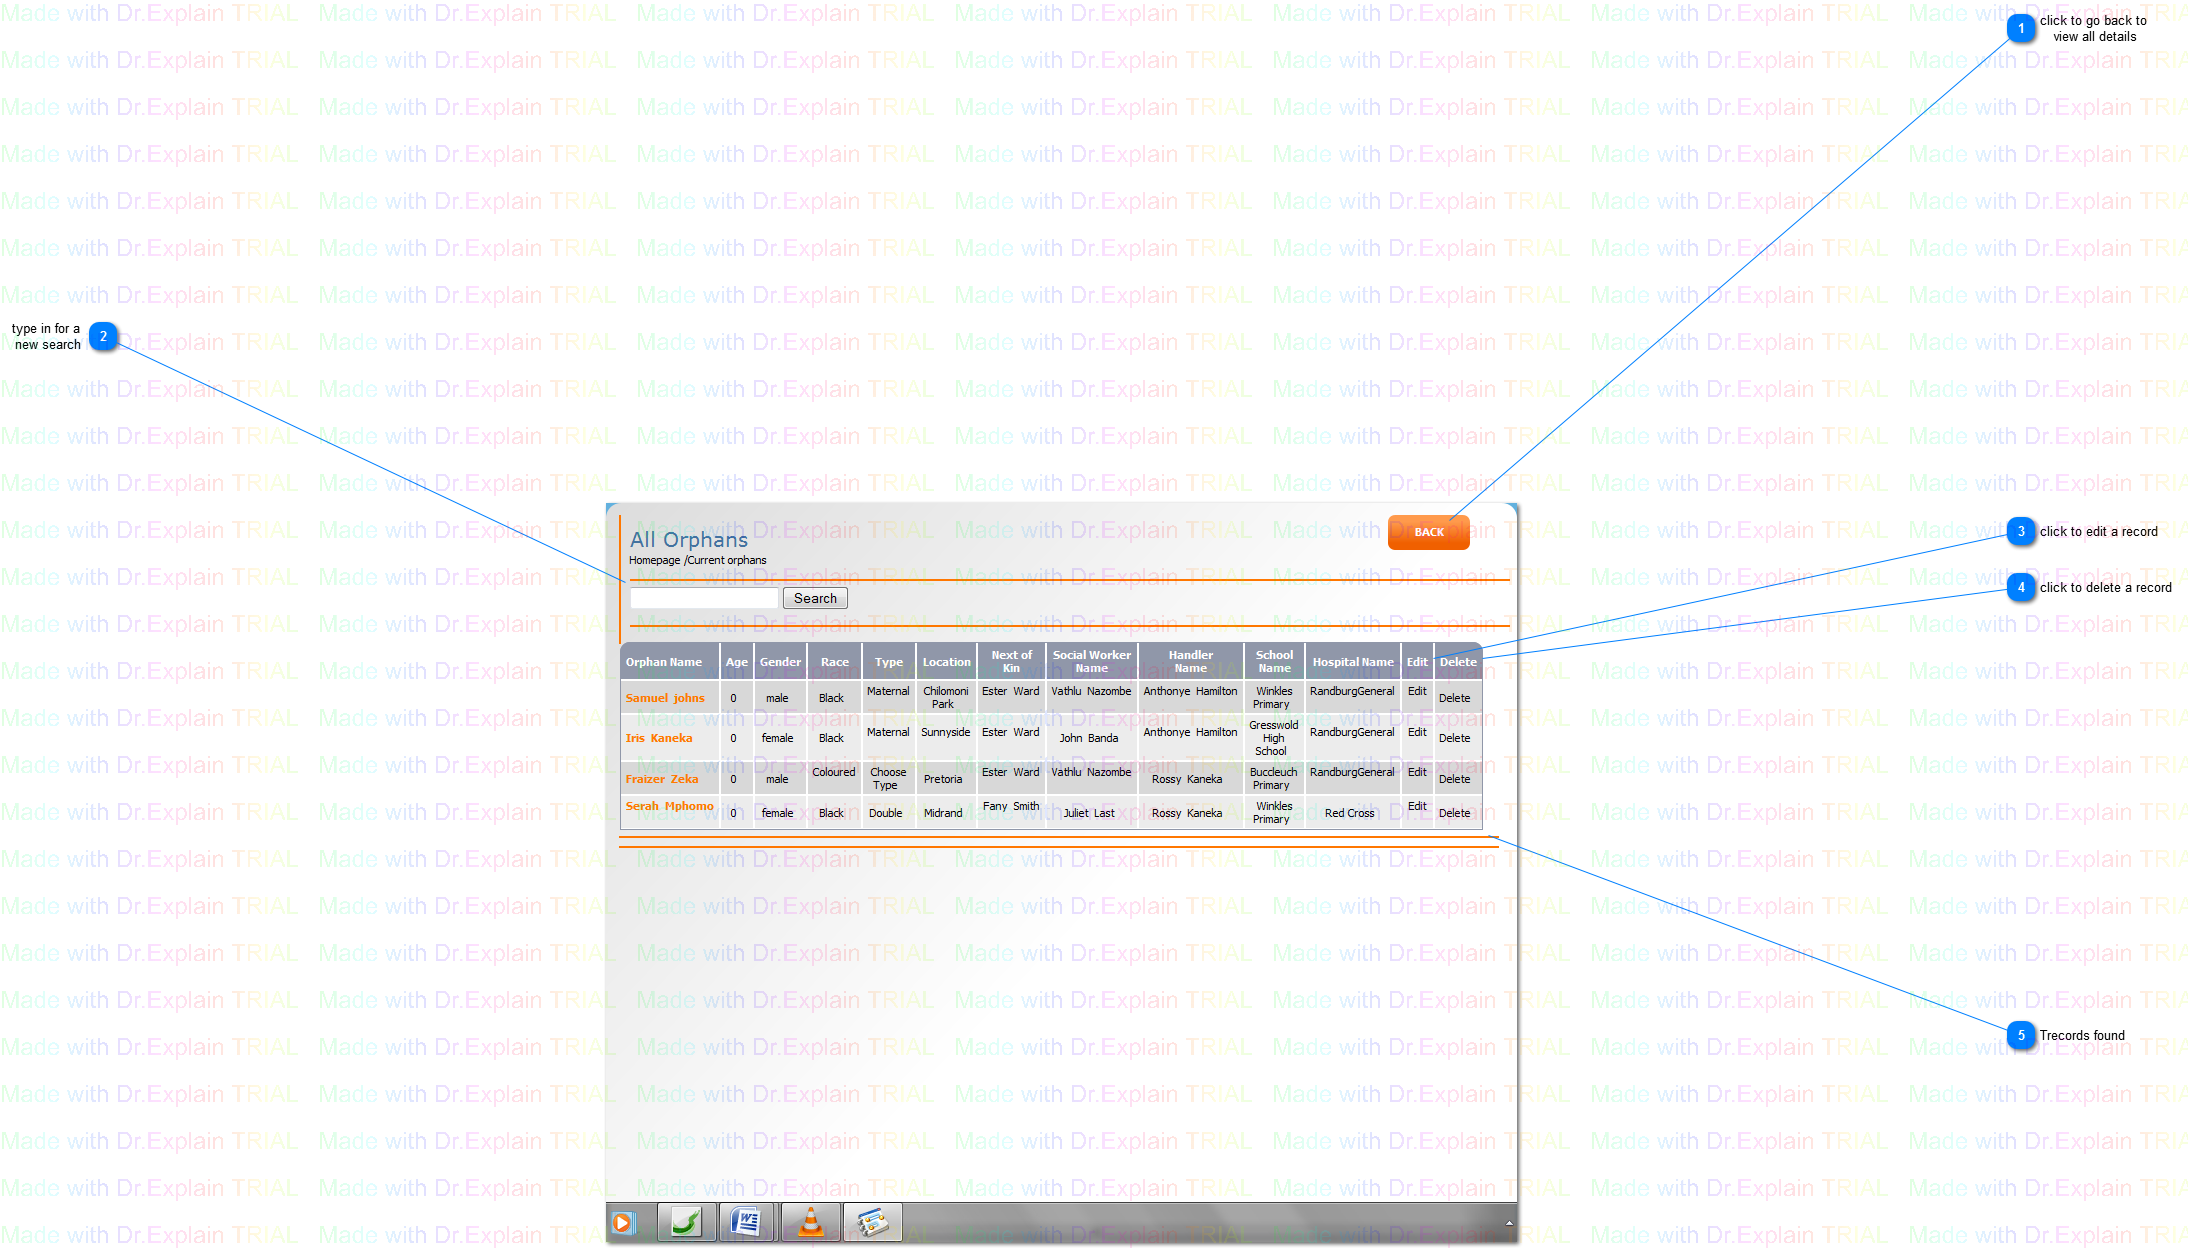 1 click to go back to
view all details
type in for a 2
new search
All Orphans
BACK
Homepage /Current orphans
Search
3 click to edit a record
4 click to delete a record
Orphan Name Age Gender Race Type Location Next of Kin Social Worker Name Handler Name School Name Hospital Name Edit Delete
Samuel johns 0 male Black Maternal Chilomoni Park Ester Ward Vathlu Nazombe Anthonye Hamilton Winkles Primary RandburgGeneral Edit Delete
Iris Kaneka 0 female Black Maternal Sunnyside Ester Ward John Banda Anthonye Hamilton Gresswold High School RandburgGeneral Edit Delete
Fraizer Zeka 0 male Coloured Choose Type Pretoria Ester Ward Vathlu Nazombe Rossy Kaneka Buccleuch Primary RandburgGeneral Edit Delete
Serah Mphomo 0 female Black Double Midrand Fany Smith Juliet Last Rossy Kaneka Winkles Primary Red Cross Edit Delete
5 Trecords found
Made with Dr.Explain TRIAL